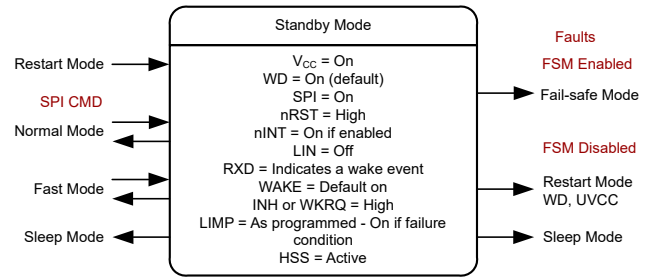 Standby Mode
Faults
Restart Mode
SPI CMD
Normal Mode
Fast Mode
Sleep Mode
V_CC = On
WD = On (default)
SPI = On
nRST = High
nINT = On if enabled
LIN = Off
RXD = Indicates a wake event
WAKE = Default on
INH or WKRQ = High
LIMP = As programmed - On if failure
condition
HSS = Active
FSM Enabled
Fail-safe Mode
FSM Disabled
Restart Mode
WD, UVCC
Sleep Mode